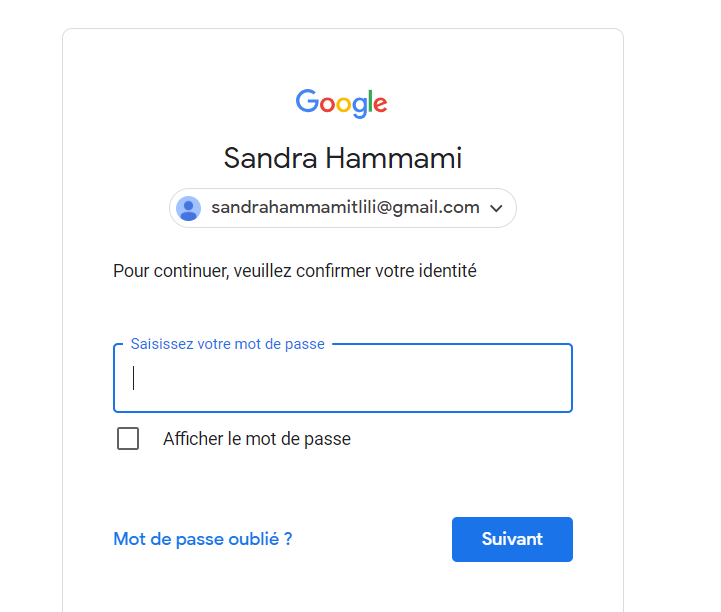 Google
Sandra Hammami
sandrahammamitlili@gmail.com
Pour continuer, veuillez confirmer votre identité
Saisissez votre mot de passe
Afficher le mot de passe
Mot de passe oublié ?
Suivant